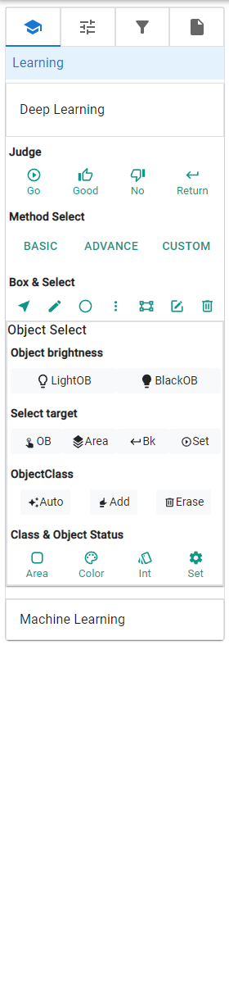 Learning
Deep Learning
Judge
Go Good No Return
Method Select
BASIC ADVANCE CUSTOM
Box & Select
Object Select
Object brightness
LightOB BlackOB
Select target
OB Area Bk Set
ObjectClass
Auto Add Erase
Class & Object Status
Area Color Int Set
Machine Learning